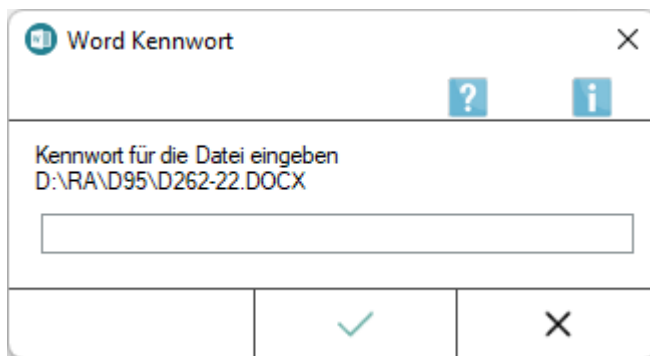 Word Kennwort
?
i
Kennwort für die Datei eingeben
D:\RA\D95\D262-22.DOCX